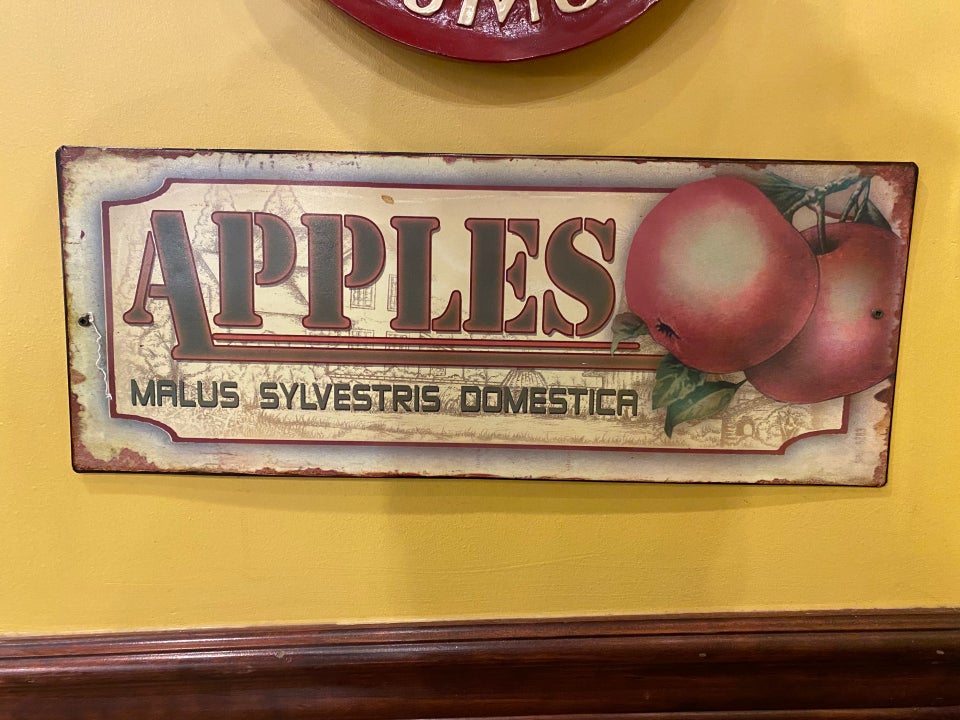 APPLES
MALUS SYLVESTRIS DOMESTICA